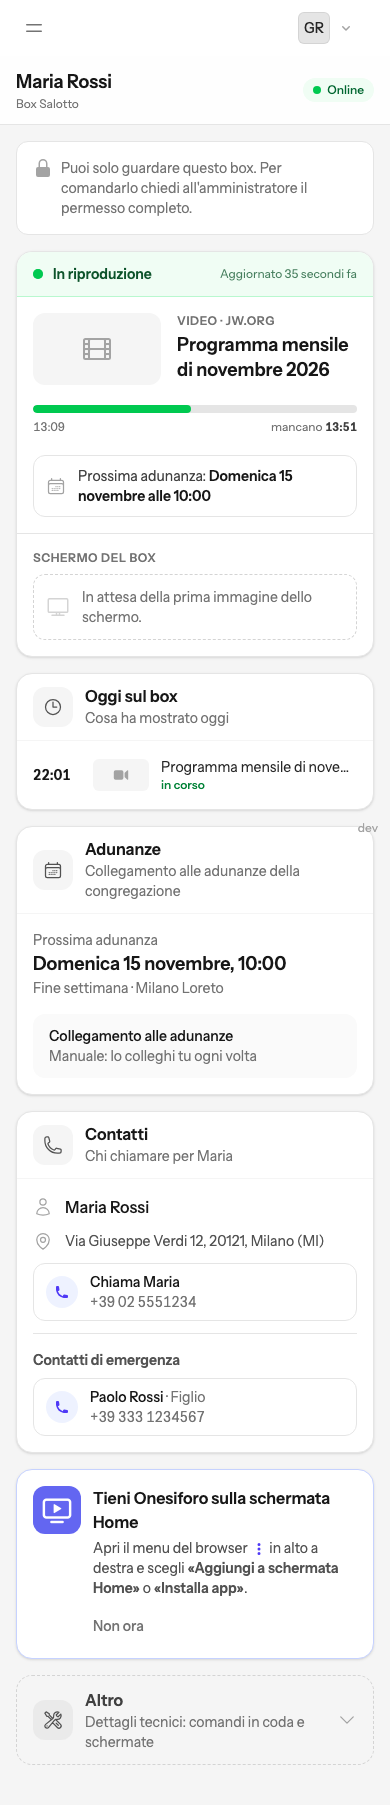 GR
Maria Rossi
Box Salotto
Online
Puoi solo guardare questo box. Per
comandarlo chiedi all'amministratore il
permesso completo.
In riproduzione
Aggiornato 35 secondi fa
VIDEO · JW.ORG
Programma mensile
di novembre 2026
13:09
mancano 13:51
Prossima adunanza: Domenica 15
novembre alle 10:00
SCHERMO DEL BOX
In attesa della prima immagine dello
schermo.
Oggi sul box
Cosa ha mostrato oggi
22:01
Programma mensile di nove...
in corso
dev
Adunanze
Collegamento alle adunanze della
congregazione
Prossima adunanza
Domenica 15 novembre, 10:00
Fine settimana · Milano Loreto
Collegamento alle adunanze
Manuale: lo colleghi tu ogni volta
Contatti
Chi chiamare per Maria
Maria Rossi
Via Giuseppe Verdi 12, 20121, Milano (MI)
Chiama Maria
+39 02 5551234
Contatti di emergenza
Paolo Rossi · Figlio
+39 333 1234567
Tieni Onesiforo sulla schermata
Home
Apri il menu del browser ⋮ in alto a
destra e scegli «Aggiungi a schermata
Home» o «Installa app».
Non ora
Altro
Dettagli tecnici: comandi in coda e
schermate